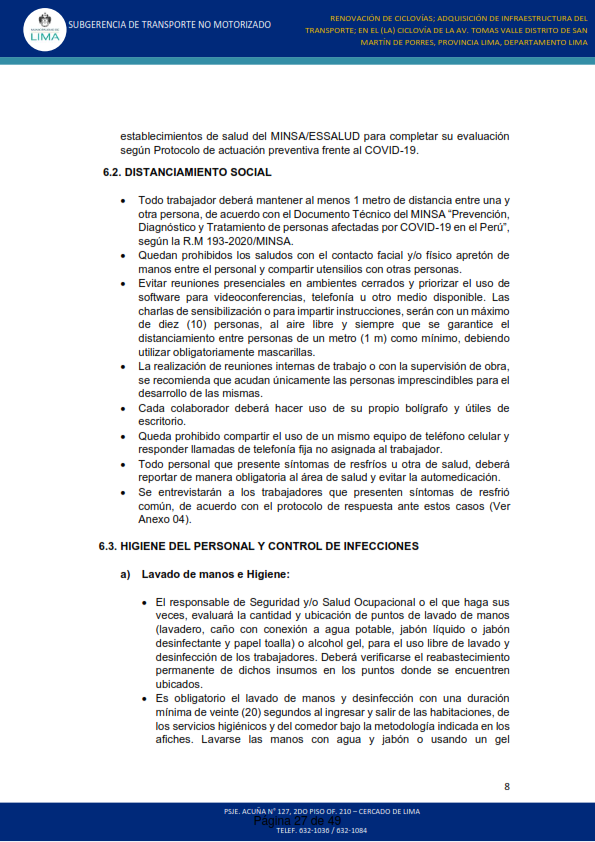 SUBGERENCIA DE TRANSPORTE NO MOTORIZADO
RENOVACIÓN DE CICLOVÍAS; ADQUISICIÓN DE INFRAESTRUCTURA DEL
TRANSPORTE; EN EL (LA) CICLOVÍA DE LA AV. TOMAS VALLE DISTRITO DE SAN
MARTÍN DE PORRES, PROVINCIA LIMA, DEPARTAMENTO LIMA
LIMA
establecimientos de salud del MINSA/ESSALUD para completar su evaluación
según Protocolo de actuación preventiva frente al COVID-19.
6.2. DISTANCIAMIENTO SOCIAL
• Todo trabajador deberá mantener al menos 1 metro de distancia entre una y
otra persona, de acuerdo con el Documento Técnico del MINSA “Prevención,
Diagnóstico y Tratamiento de personas afectadas por COVID-19 en el Perú”,
según la R.M 193-2020/MINSA.
• Quedan prohibidos los saludos con el contacto facial y/o físico apretón de
manos entre el personal y compartir utensilios con otras personas.
• Evitar reuniones presenciales en ambientes cerrados y priorizar el uso de
software para videoconferencias, telefonía u otro medio disponible. Las
charlas de sensibilización o para impartir instrucciones, serán con un máximo
de diez (10) personas, al aire libre y siempre que se garantice el
distanciamiento entre personas de un metro (1 m) como mínimo, debiendo
utilizar obligatoriamente mascarillas.
• La realización de reuniones internas de trabajo o con la supervisión de obra,
se recomienda que acudan únicamente las personas imprescindibles para el
desarrollo de las mismas.
• Cada colaborador deberá hacer uso de su propio bolígrafo y útiles de
escritorio.
• Queda prohibido compartir el uso de un mismo equipo de teléfono celular y
responder llamadas de telefonía fija no asignada al trabajador.
• Todo personal que presente síntomas de resfríos u otra de salud, deberá
reportar de manera obligatoria al área de salud y evitar la automedicación.
• Se entrevistarán a los trabajadores que presenten síntomas de resfrió
común, de acuerdo con el protocolo de respuesta ante estos casos (Ver
Anexo 04).
6.3. HIGIENE DEL PERSONAL Y CONTROL DE INFECCIONES
a) Lavado de manos e Higiene:
• El responsable de Seguridad y/o Salud Ocupacional o el que haga sus
veces, evaluará la cantidad y ubicación de puntos de lavado de manos
(lavadero, caño con conexión a agua potable, jabón líquido o jabón
desinfectante y papel toalla) o alcohol gel, para el uso libre de lavado y
desinfección de los trabajadores. Deberá verificarse el reabastecimiento
permanente de dichos insumos en los puntos donde se encuentren
ubicados.
• Es obligatorio el lavado de manos y desinfección con una duración
mínima de veinte (20) segundos al ingresar y salir de las habitaciones, de
los servicios higiénicos y del comedor bajo la metodología indicada en los
afiches. Lavarse las manos con agua y jabón o usando un gel
8
PSJE. ACUÑA N° 127, 2DO PISO OF. 210 – CERCADO DE LIMA
Página 27 de 49
TELEF. 632-1036 / 632-1084